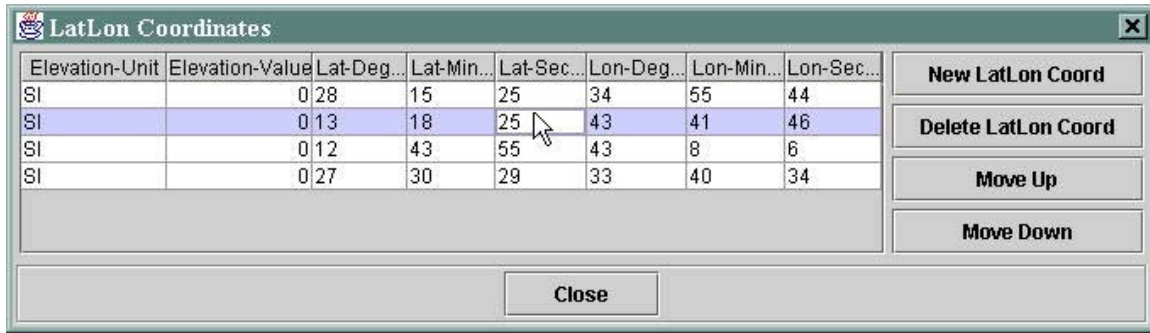 LatLon Coordinates
Elevation-Unit Elevation-Value Lat-Deg... Lat-Min... Lat-Sec... Lon-Deg... Lon-Min... Lon-Sec...
SI 0 28 15 25 34 55 44
SI 0 13 18 25 43 41 46
SI 0 12 43 55 43 8 6
SI 0 27 30 29 33 40 34
New LatLon Coord
Delete LatLon Coord
Move Up
Move Down
Close